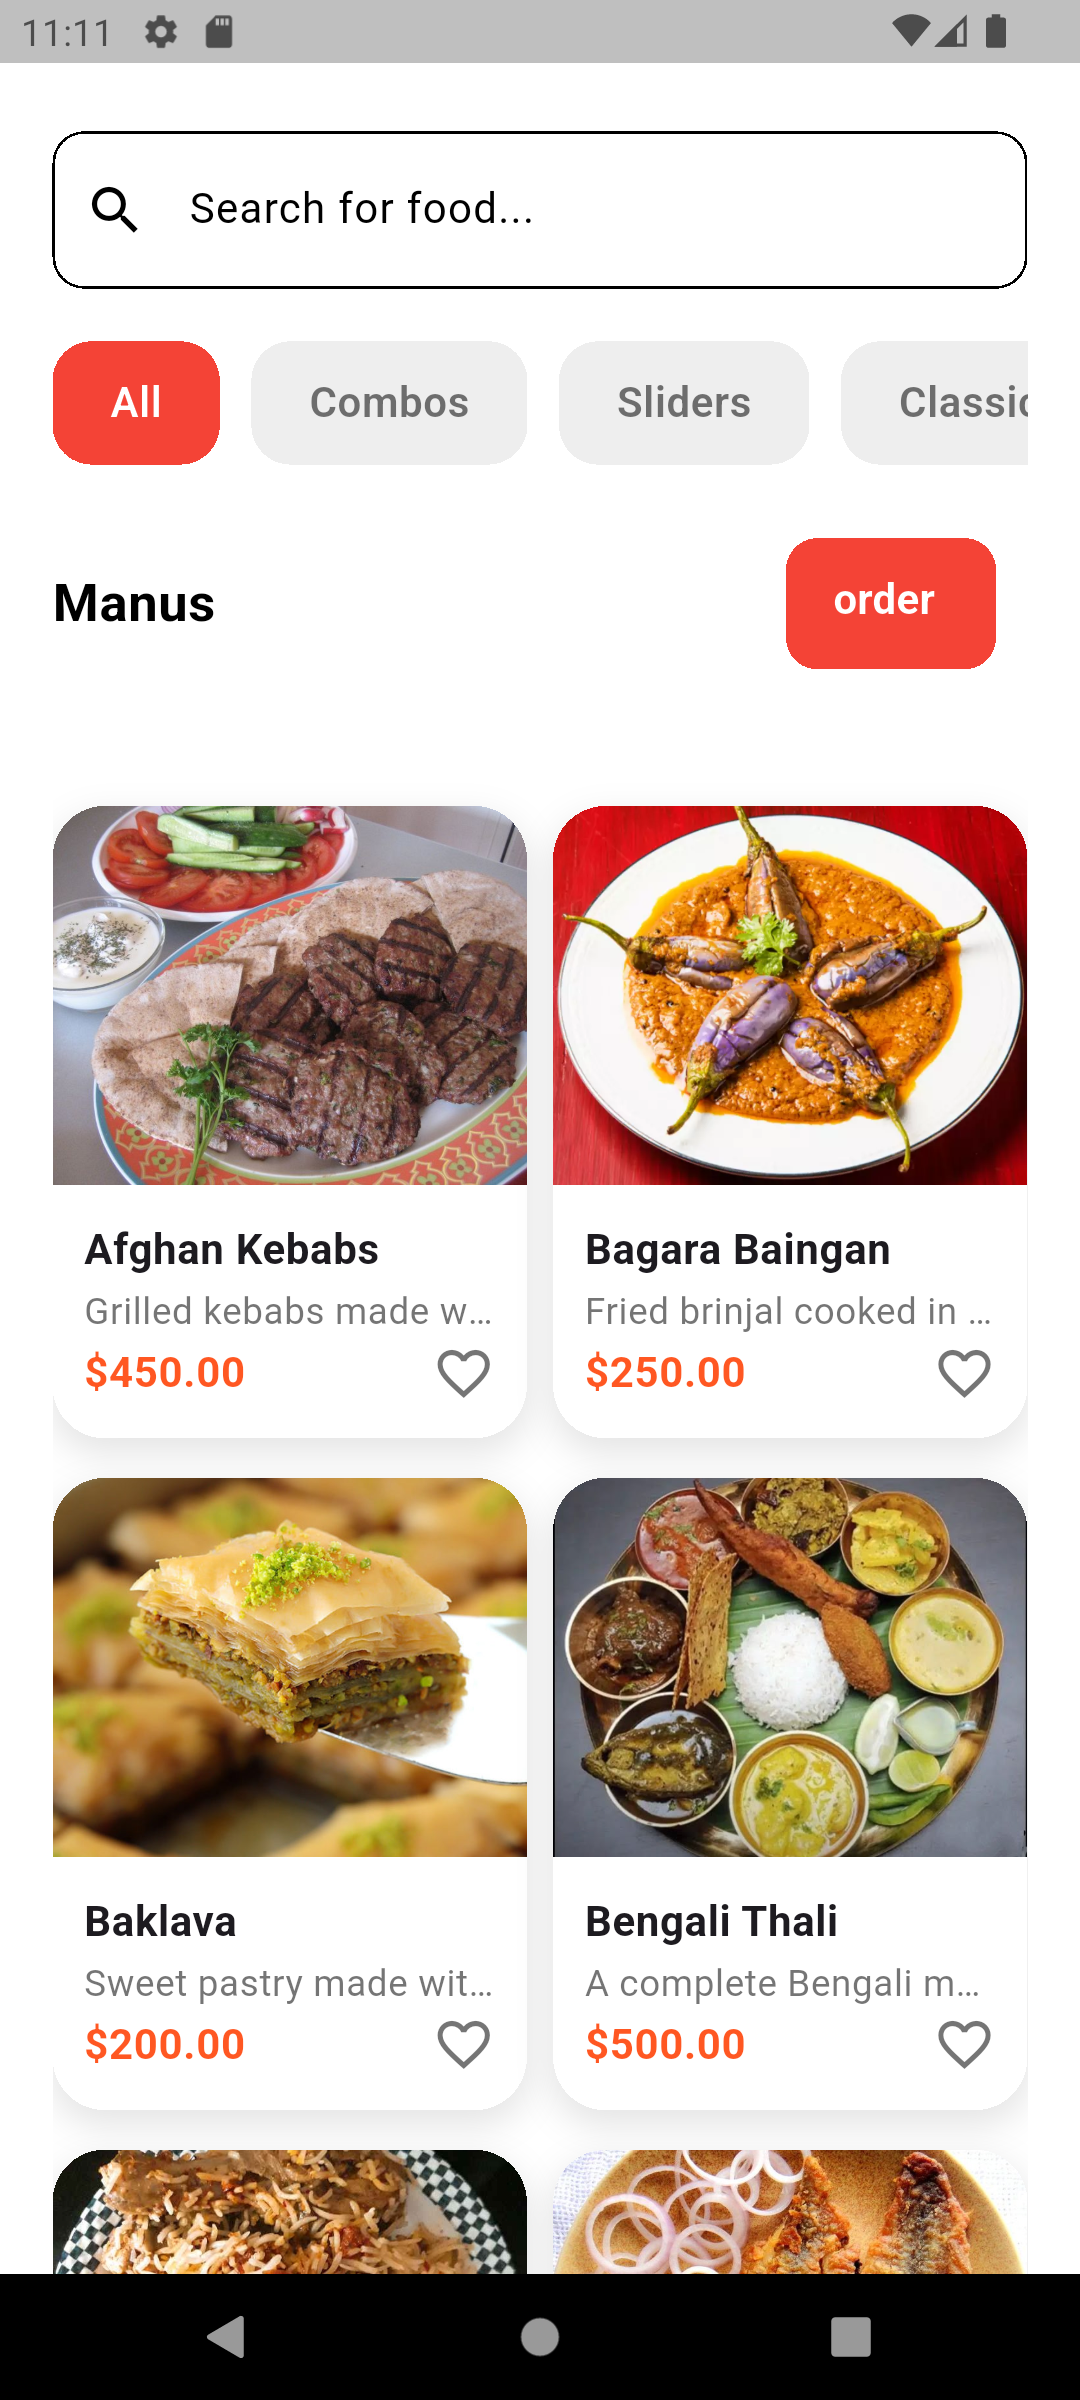 11:11
Search for food...
All
Combos
Sliders
Classic
Manus
order
Afghan Kebabs
Grilled kebabs made w...
$450.00
Bagara Baingan
Fried brinjal cooked in ...
$250.00
Baklava
Sweet pastry made wit...
$200.00
Bengali Thali
A complete Bengali m...
$500.00